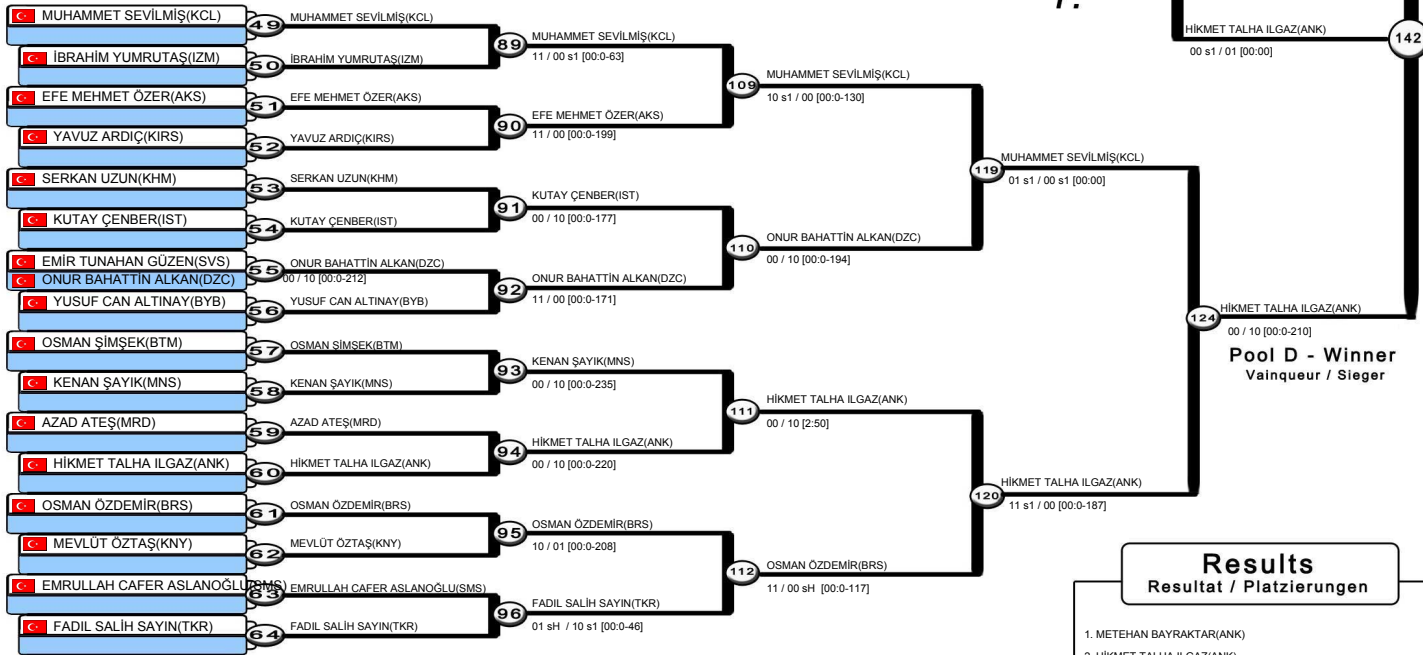 MUHAMMET SEVİLMİŞ(KCL)
İBRAHİM YUMRUTAŞ(IZM)
EFE MEHMET ÖZER(AKS)
YAVUZ ARDIÇ(KIRS)
SERKAN UZUN(KHM)
KUTAY ÇENBER(IST)
EMİR TUNAHAN GÜZEN(SVS)
ONUR BAHATTİN ALKAN(DZC)
YUSUF CAN ALTINAY(BYB)
OSMAN ŞİMŞEK(BTM)
KENAN ŞAYIK(MNS)
AZAD ATEŞ(MRD)
HİKMET TALHA ILGAZ(ANK)
OSMAN ÖZDEMİR(BRS)
MEVLÜT ÖZTAŞ(KNY)
EMRULLAH CAFER ASLANOĞLU(SMS)
FADIL SALİH SAYIN(TKR)
49
50
51
52
53
54
55
56
57
58
59
60
61
62
63
64
MUHAMMET SEVİLMİŞ(KCL)
İBRAHİM YUMRUTAŞ(IZM)
EFE MEHMET ÖZER(AKS)
YAVUZ ARDIÇ(KIRS)
SERKAN UZUN(KHM)
KUTAY ÇENBER(IST)
ONUR BAHATTİN ALKAN(DZC)
00 / 10 [00:0-212]
YUSUF CAN ALTINAY(BYB)
OSMAN ŞİMŞEK(BTM)
KENAN ŞAYIK(MNS)
AZAD ATEŞ(MRD)
HİKMET TALHA ILGAZ(ANK)
OSMAN ÖZDEMİR(BRS)
MEVLÜT ÖZTAŞ(KNY)
EMRULLAH CAFER ASLANOĞLU(SMS)
FADIL SALİH SAYIN(TKR)
89
90
91
92
93
94
95
96
MUHAMMET SEVİLMİŞ(KCL)
11 / 00 s1 [00:0-63]
EFE MEHMET ÖZER(AKS)
11 / 00 [00:0-199]
KUTAY ÇENBER(IST)
00 / 10 [00:0-177]
ONUR BAHATTİN ALKAN(DZC)
11 / 00 [00:0-171]
KENAN ŞAYIK(MNS)
00 / 10 [00:0-235]
HİKMET TALHA ILGAZ(ANK)
00 / 10 [00:0-220]
OSMAN ÖZDEMİR(BRS)
10 / 01 [00:0-208]
FADIL SALİH SAYIN(TKR)
01 sH / 10 s1 [00:0-46]
109
110
111
112
MUHAMMET SEVİLMİŞ(KCL)
10 s1 / 00 [00:0-130]
ONUR BAHATTİN ALKAN(DZC)
00 / 10 [00:0-194]
HİKMET TALHA ILGAZ(ANK)
00 / 10 [2:50]
OSMAN ÖZDEMİR(BRS)
11 / 00 sH [00:0-117]
119
120
MUHAMMET SEVİLMİŞ(KCL)
01 s1 / 00 s1 [00:00]
HİKMET TALHA ILGAZ(ANK)
11 s1 / 00 [00:0-187]
124
HİKMET TALHA ILGAZ(ANK)
00 / 10 [00:0-210]
Pool D - Winner
Vainqueur / Sieger
HİKMET TALHA ILGAZ(ANK)
00 s1 / 01 [00:00]
142
Results
Resultat / Platzierungen
1. METEHAN BAYRAKTAR(ANK)